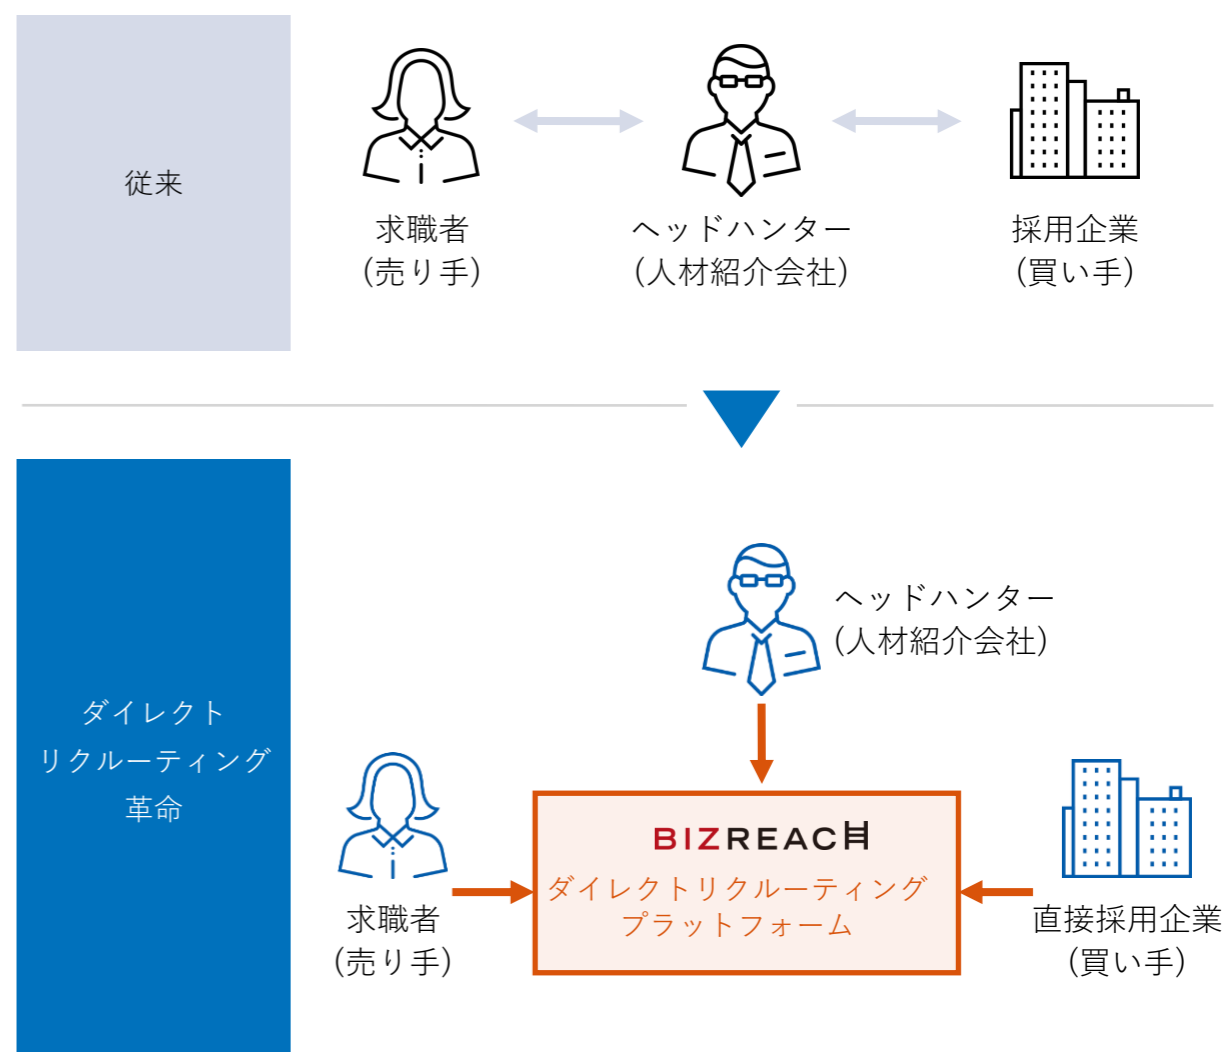 従来
求職者
(売り手)
ヘッドハンター
(人材紹介会社)
採用企業
(買い手)
ダイレクト
リクルーティング
革命
ヘッドハンター
(人材紹介会社)
求職者
(売り手)
BIZREACH
ダイレクトリクルーティング
プラットフォーム
直接採用企業
(買い手)